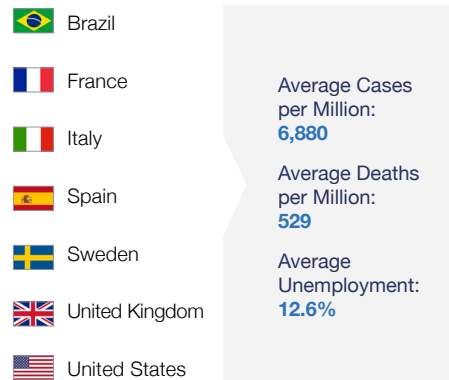 Brazil
France
Italy
Spain
Sweden
United Kingdom
United States
Average Cases
per Million:
6,880
Average Deaths
per Million:
529
Average
Unemployment:
12.6%